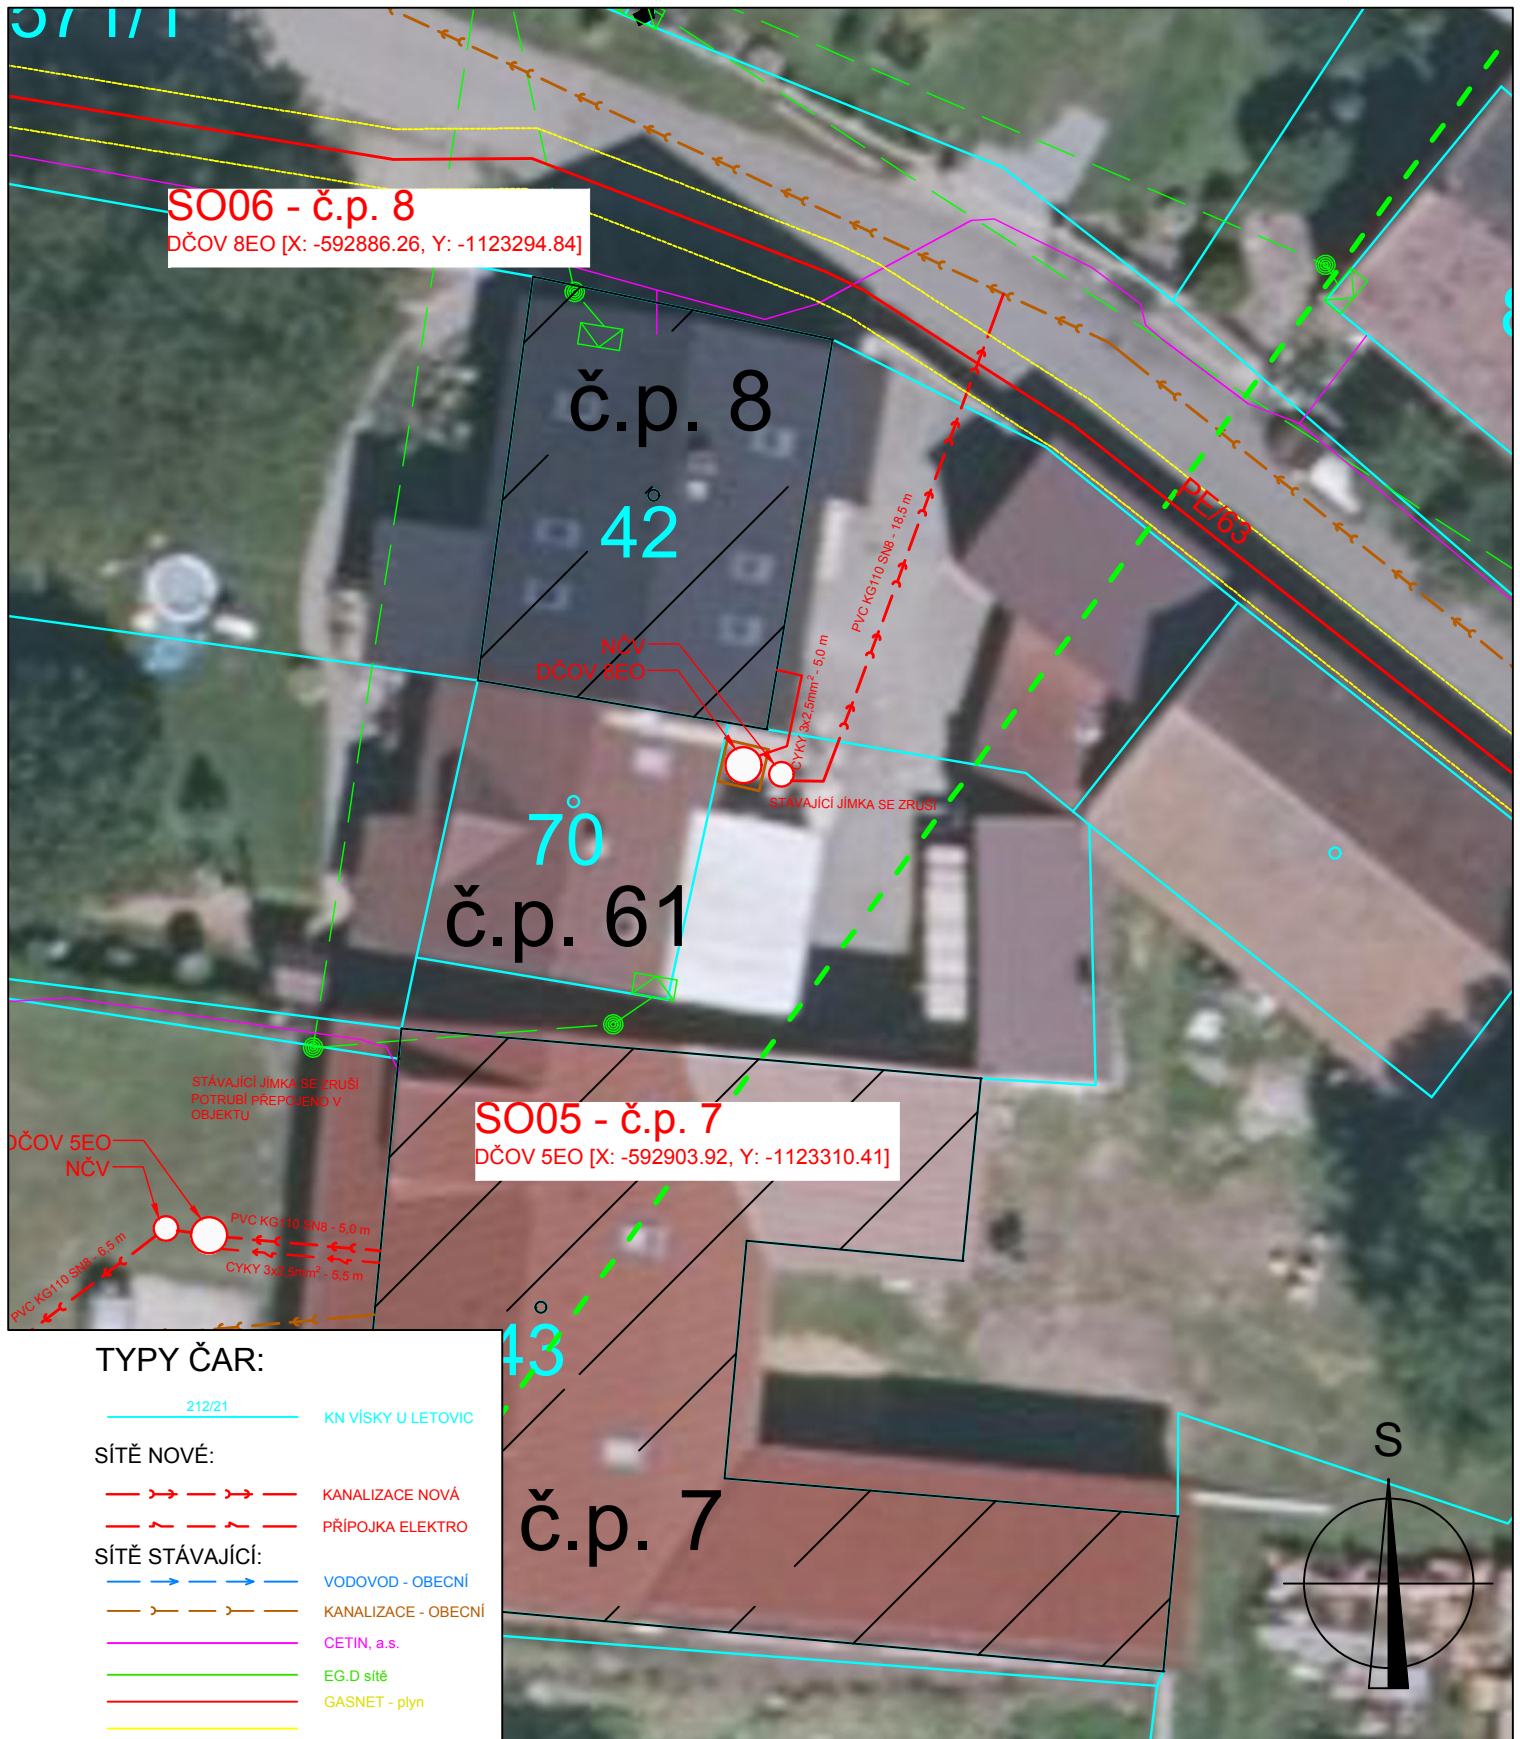 571/1
SO06 - č.p. 8
DČOV 8EO [X: -592886.26, Y: -1123294.84]
8
č.p. 8
42
PE/63
PVC KG110 SN8 - 18,5 m
NČV
DČOV 8EO
CYKY 3x2,5mm² - 5,0 m
STÁVAJÍCÍ JÍMKA SE ZRUŠÍ
70
č.p. 61
STÁVAJÍCÍ JÍMKA SE ZRUŠÍ
POTRUBÍ PŘEPOJENO V
OBJEKTU
SO05 - č.p. 7
DČOV 5EO [X: -592903.92, Y: -1123310.41]
DČOV 5EO
NČV
PVC KG110 SN8 - 5,0 m
CYKY 3x2,5mm² - 5,5 m
PVC KG110 SN8 - 6,5 m
43
č.p. 7
S
TYPY ČAR:
212/21
KN VÍSKY U LETOVIC
SÍTĚ NOVÉ:
KANALIZACE NOVÁ
PŘÍPOJKA ELEKTRO
SÍTĚ STÁVAJÍCÍ:
VODOVOD - OBECNÍ
KANALIZACE - OBECNÍ
CETIN, a.s.
EG.D sítě
GASNET - plyn